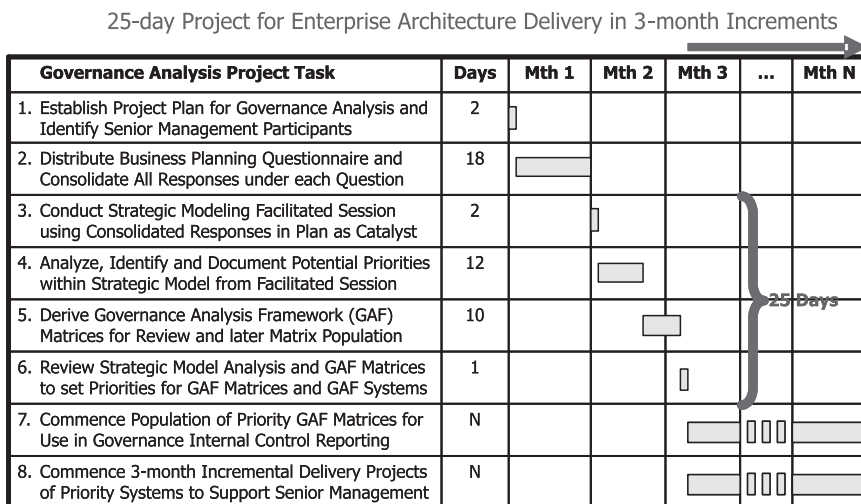 25-day Project for Enterprise Architecture Delivery in 3-month Increments
Governance Analysis Project Task Days Mth 1 Mth 2 Mth 3 ... Mth N
1. Establish Project Plan for Governance Analysis and 2
Identify Senior Management Participants
2. Distribute Business Planning Questionnaire and 18
Consolidate All Responses under each Question
3. Conduct Strategic Modeling Facilitated Session 2
using Consolidated Responses in Plan as Catalyst
4. Analyze, Identify and Document Potential Priorities 12
within Strategic Model from Facilitated Session
5. Derive Governance Analysis Framework (GAF) 10
Matrices for Review and later Matrix Population
25 Days
6. Review Strategic Model Analysis and GAF Matrices 1
to set Priorities for GAF Matrices and GAF Systems
7. Commence Population of Priority GAF Matrices for N
Use in Governance Internal Control Reporting
8. Commence 3-month Incremental Delivery Projects N
of Priority Systems to Support Senior Management